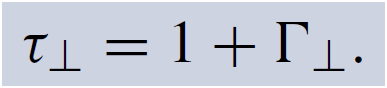 τ⊥ = 1 + Γ⊥.